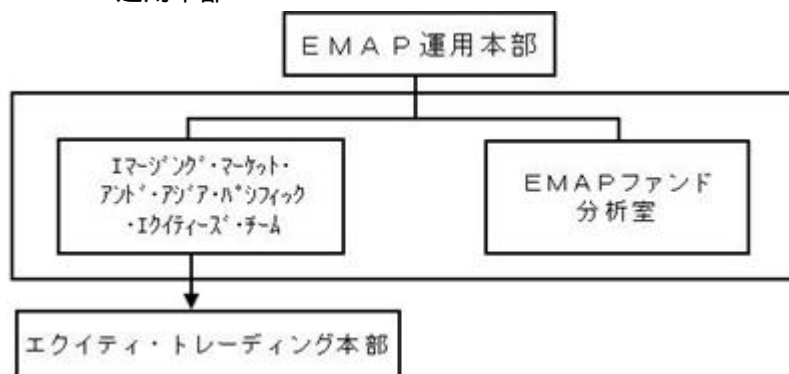 EMAP運用本部
エマージング・マーケット・
アンド・アジア・パシフィック
・エクイティーズ・チーム
EMAPファンド
分析室
エクイティ・トレーディング本部